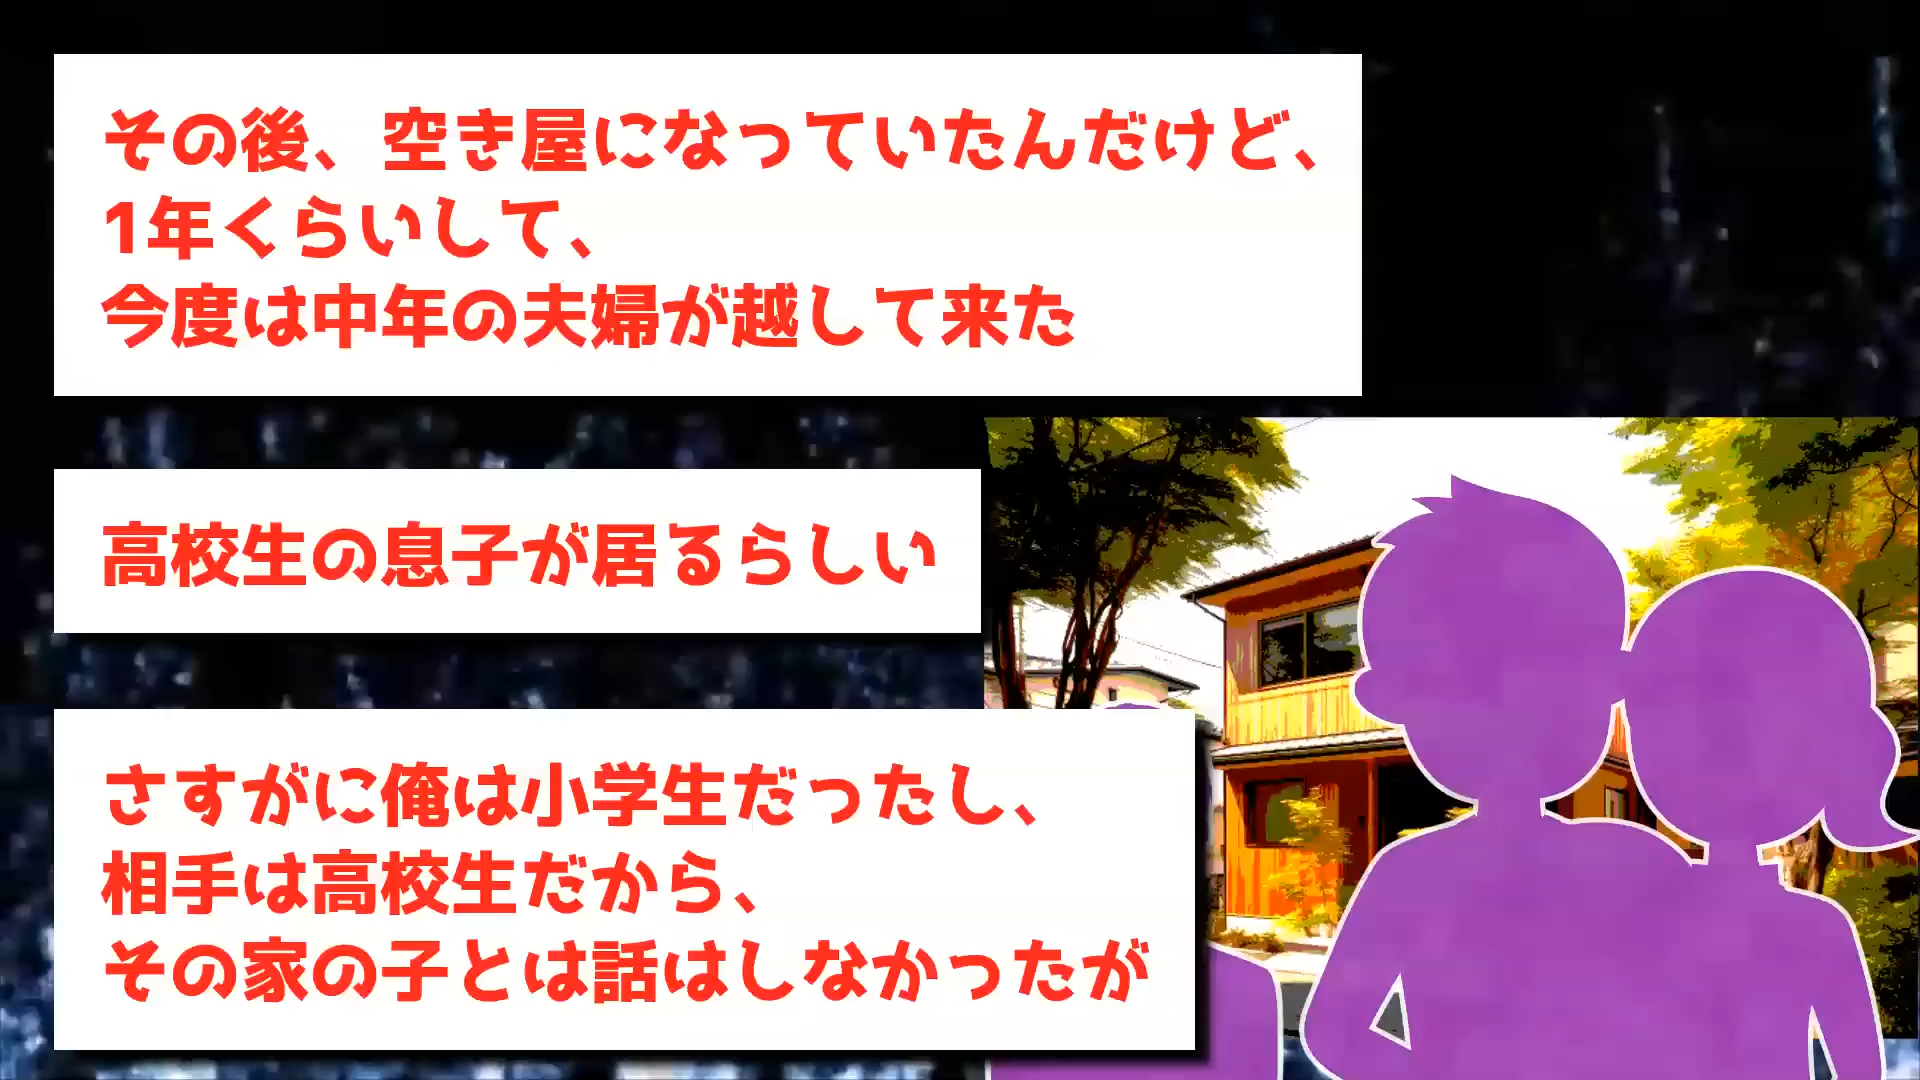 その後、空き屋になっていたんだけど、
1年くらいして、
今度は中年の夫婦が越して来た
高校生の息子が居るらしい
さすがに俺は小学生だったし、
相手は高校生だから、
その家の子とは話はしなかったが